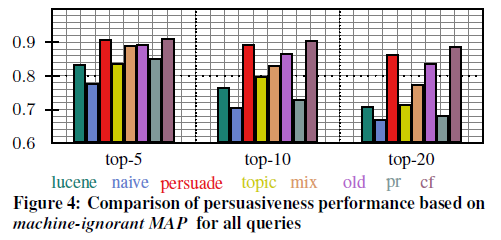 0.9
0.8
0.7
0.6
top-5 top-10 top-20
lucene naive persuade topic mix old pr cf
Figure 4: Comparison of persuasiveness performance based on
machine-ignorant MAP for all queries